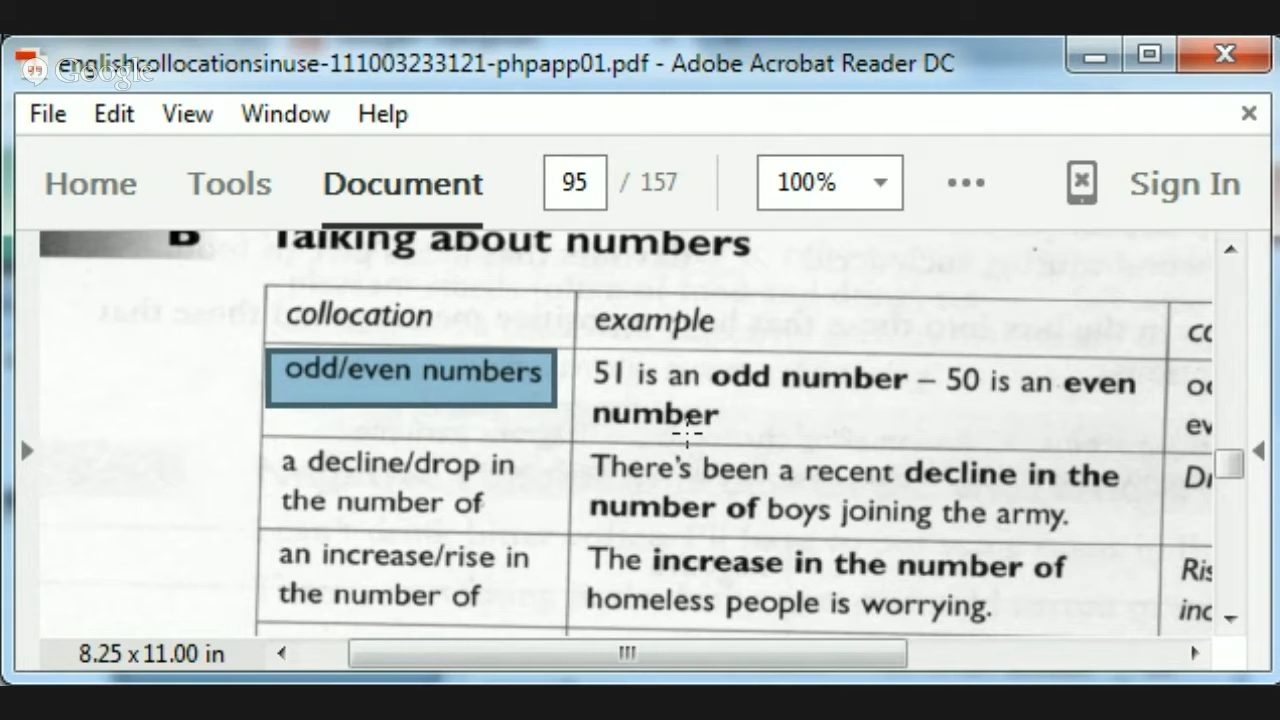 englishcollocationsinuse-111003233121-phpapp01.pdf - Adobe Acrobat Reader DC
Google
File Edit View Window Help
Home Tools Document 95 / 157 100% Sign In
B Talking about numbers
collocation example
odd/even numbers 51 is an odd number – 50 is an even
number
a decline/drop in There's been a recent decline in the
the number of number of boys joining the army.
an increase/rise in The increase in the number of
the number of homeless people is worrying.
8.25 x 11.00 in